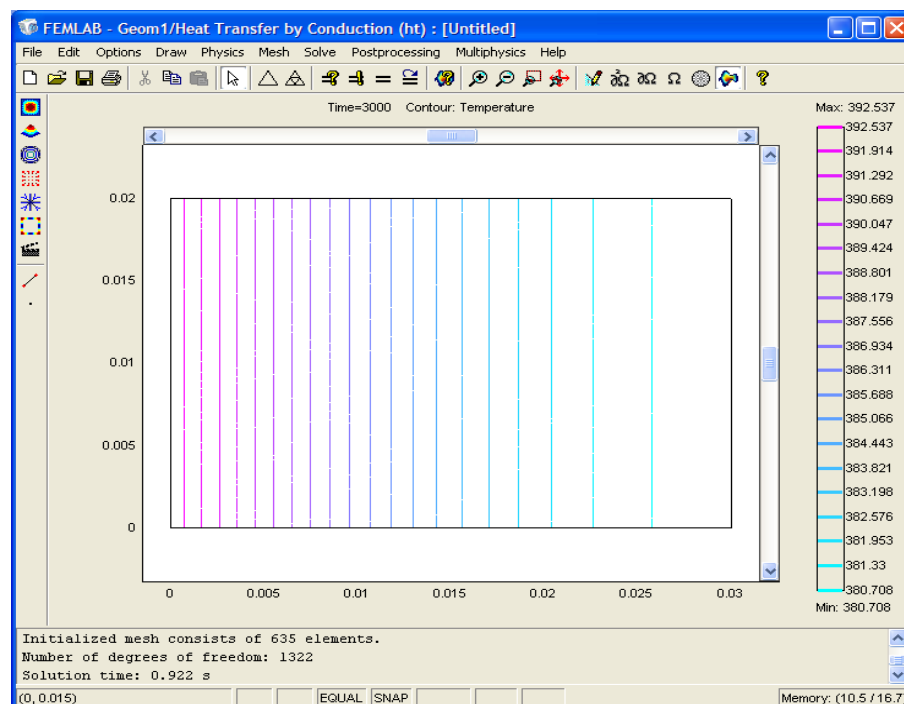 FEMLAB - Geom1/Heat Transfer by Conduction (ht) : [Untitled]
File Edit Options Draw Physics Mesh Solve Postprocessing Multiphysics Help
∂Ω ∂Ω Ω ?
Time=3000 Contour: Temperature
Max: 392.537
392.537
391.914
391.292
390.669
390.047
389.424
388.801
388.179
387.556
386.934
386.311
385.688
385.066
384.443
383.821
383.198
382.576
381.953
381.33
380.708
Min: 380.708
0.02
0.015
0.01
0.005
0
0 0.005 0.01 0.015 0.02 0.025 0.03
Initialized mesh consists of 635 elements.
Number of degrees of freedom: 1322
Solution time: 0.922 s
(0, 0.015) EQUAL SNAP Memory: (10.5 / 16.7)